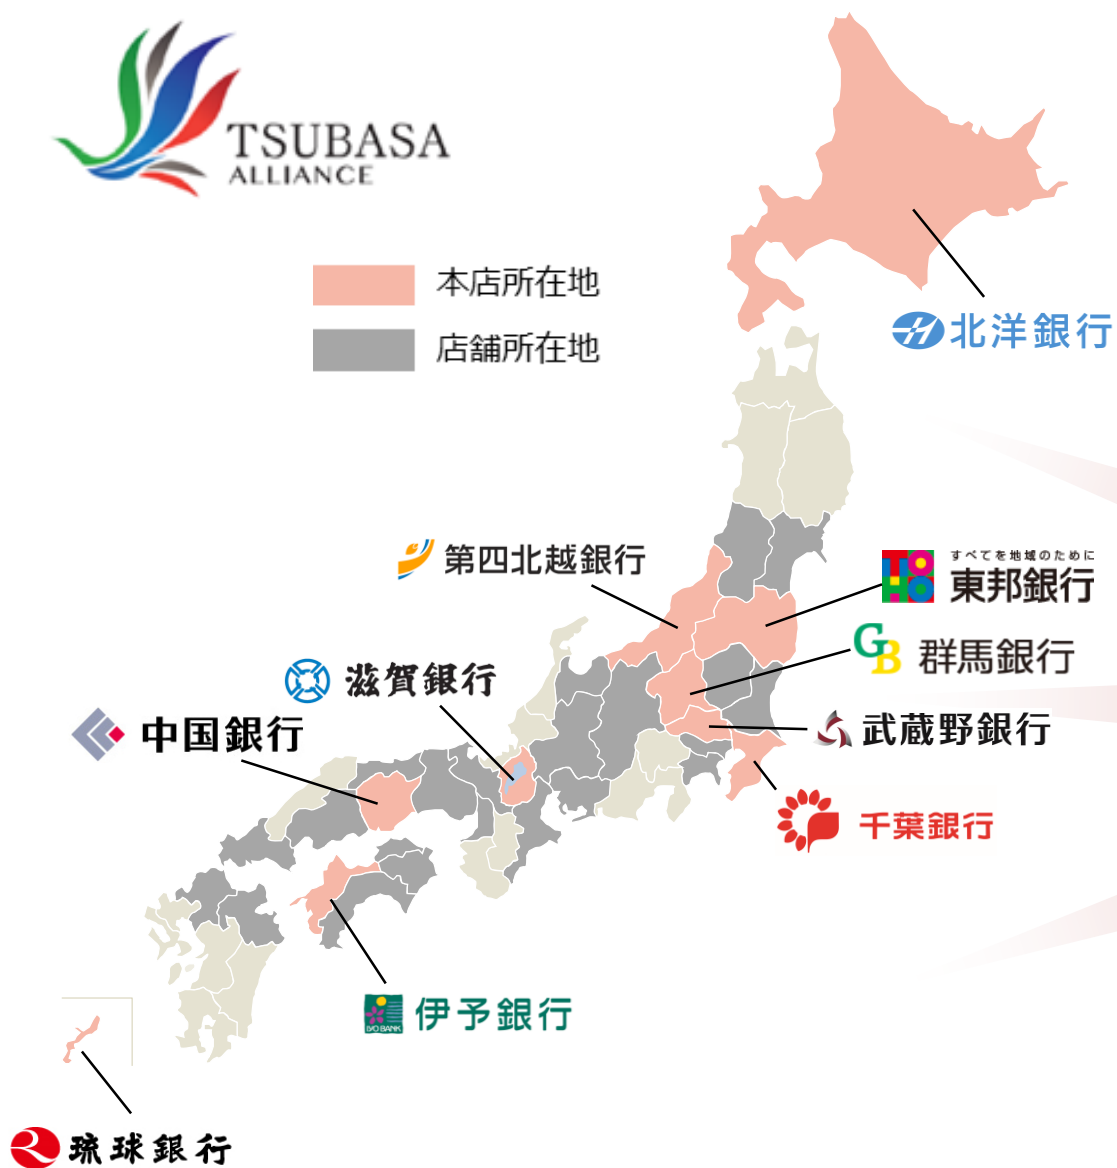 TSUBASA
ALLIANCE
本店所在地
店舗所在地
北洋銀行
第四北越銀行
TOHO
すべてを地域のために
東邦銀行
GB
群馬銀行
滋賀銀行
中国銀行
武蔵野銀行
千葉銀行
IYO BANK
伊予銀行
琉球銀行